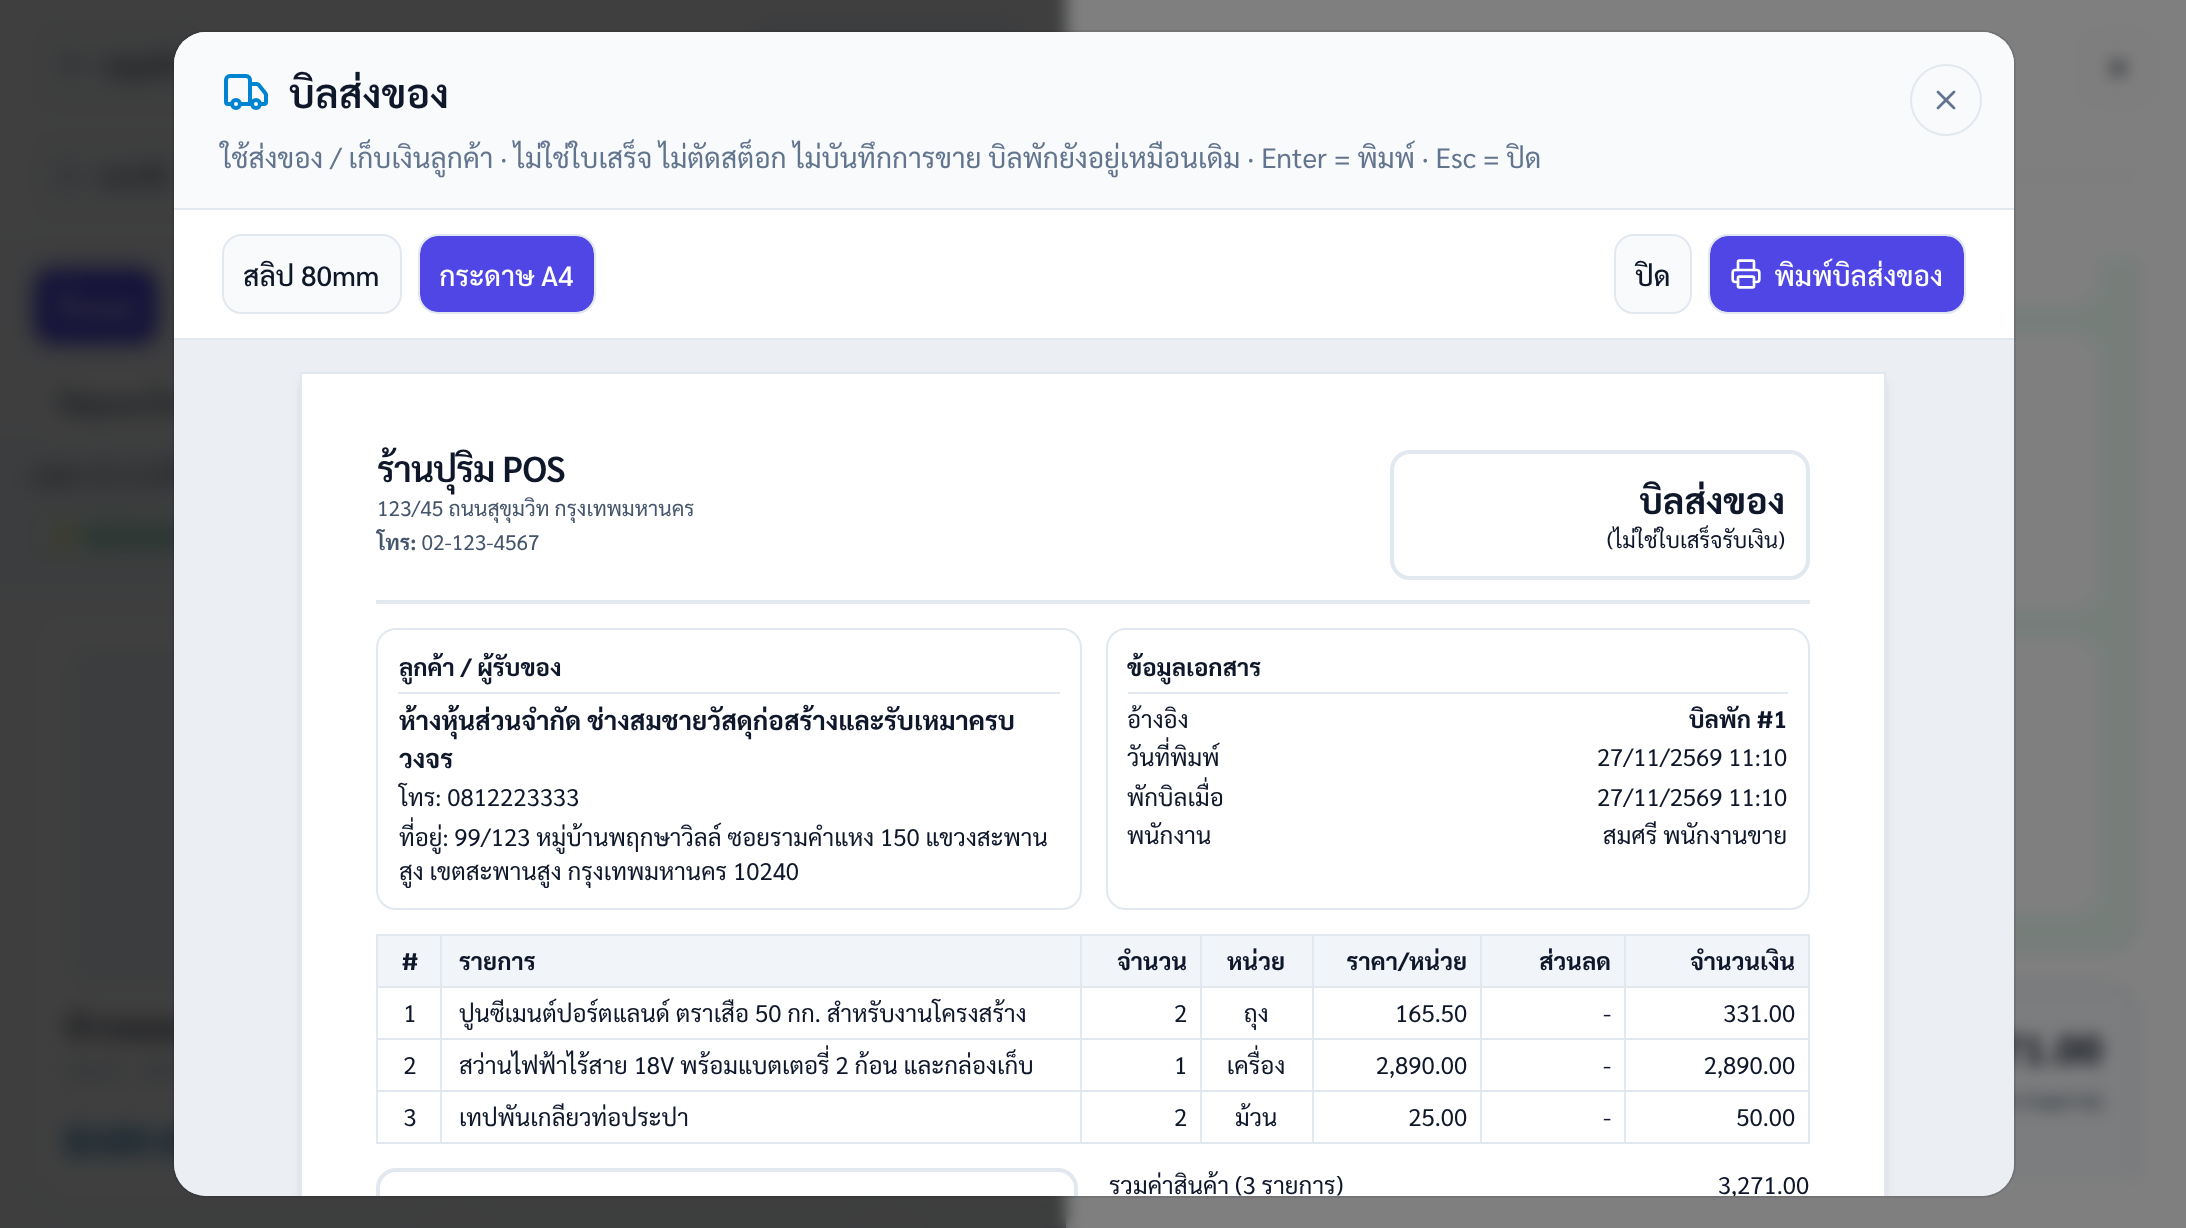 บิลส่งของ
ใช้ส่งของ / เก็บเงินลูกค้า · ไม่ใช่ใบเสร็จ ไม่ตัดสต็อก ไม่บันทึกการขาย บิลพักยังอยู่เหมือนเดิม · Enter = พิมพ์ · Esc = ปิด
สลิป 80mm กระดาษ A4 ปิด พิมพ์บิลส่งของ
ร้านปุริม POS
123/45 ถนนสุขุมวิท กรุงเทพมหานคร
โทร: 02-123-4567
บิลส่งของ
(ไม่ใช่ใบเสร็จรับเงิน)
ลูกค้า / ผู้รับของ
ห้างหุ้นส่วนจำกัด ช่างสมชายวัสดุก่อสร้างและรับเหมาครบ
วงจร
โทร: 0812223333
ที่อยู่: 99/123 หมู่บ้านพฤกษาวิลล์ ซอยรามคำแหง 150 แขวงสะพาน
สูง เขตสะพานสูง กรุงเทพมหานคร 10240
ข้อมูลเอกสาร
อ้างอิง บิลพัก #1
วันที่พิมพ์ 27/11/2569 11:10
พักบิลเมื่อ 27/11/2569 11:10
พนักงาน สมศรี พนักงานขาย
# รายการ จำนวน หน่วย ราคา/หน่วย ส่วนลด จำนวนเงิน
1 ปูนซีเมนต์ปอร์ตแลนด์ ตราเสือ 50 กก. สำหรับงานโครงสร้าง 2 ถุง 165.50 - 331.00
2 สว่านไฟฟ้าไร้สาย 18V พร้อมแบตเตอรี่ 2 ก้อน และกล่องเก็บ 1 เครื่อง 2,890.00 - 2,890.00
3 เทปพันเกลียวท่อประปา 2 ม้วน 25.00 - 50.00
รวมค่าสินค้า (3 รายการ) 3,271.00